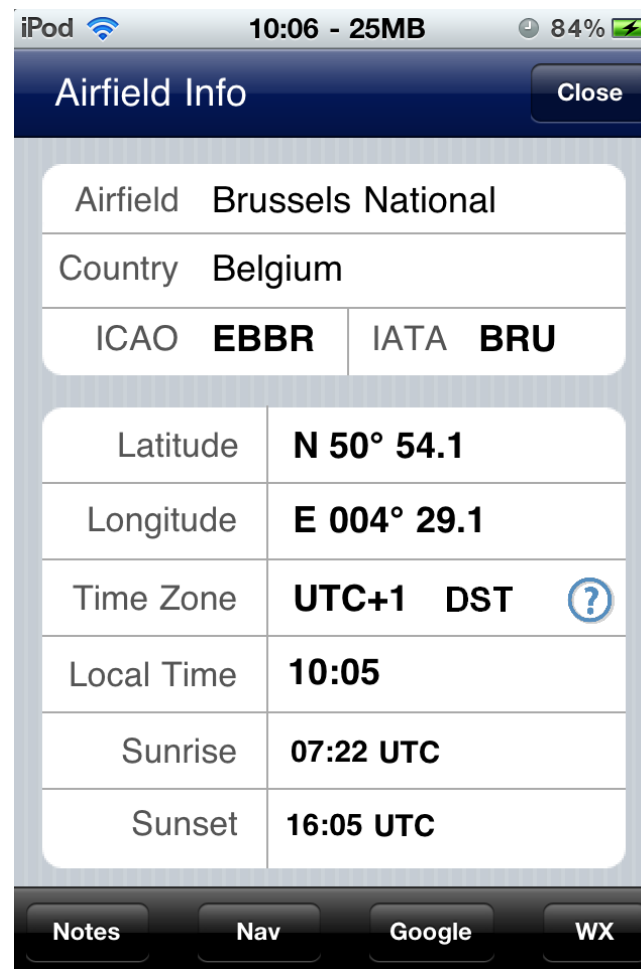 iPod 10:06 - 25MB 84%
Airfield Info Close
Airfield Brussels National
Country Belgium
ICAO EBBR IATA BRU
Latitude N 50° 54.1
Longitude E 004° 29.1
Time Zone UTC+1 DST ?
Local Time 10:05
Sunrise 07:22 UTC
Sunset 16:05 UTC
Notes Nav Google WX